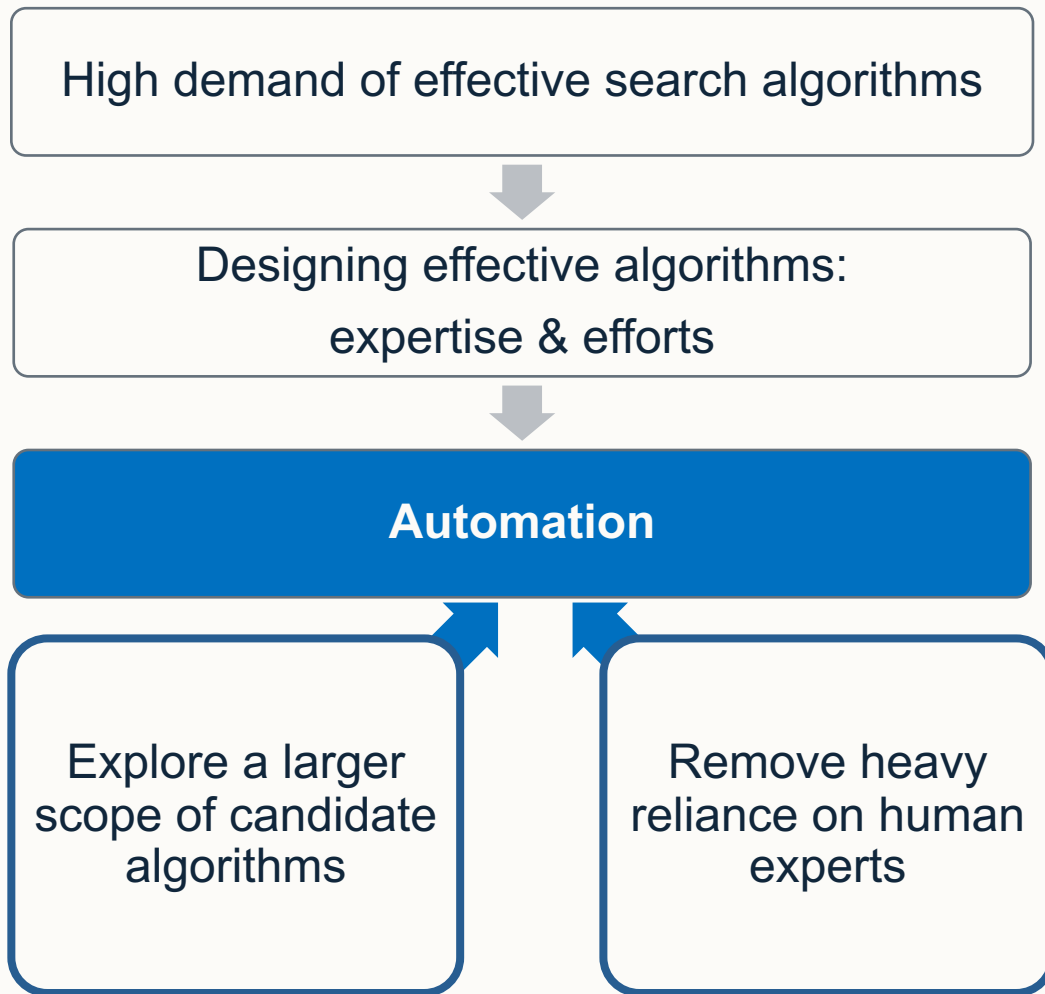 High demand of effective search algorithms
Designing effective algorithms:
expertise & efforts
Automation
Explore a larger
scope of candidate
algorithms
Remove heavy
reliance on human
experts